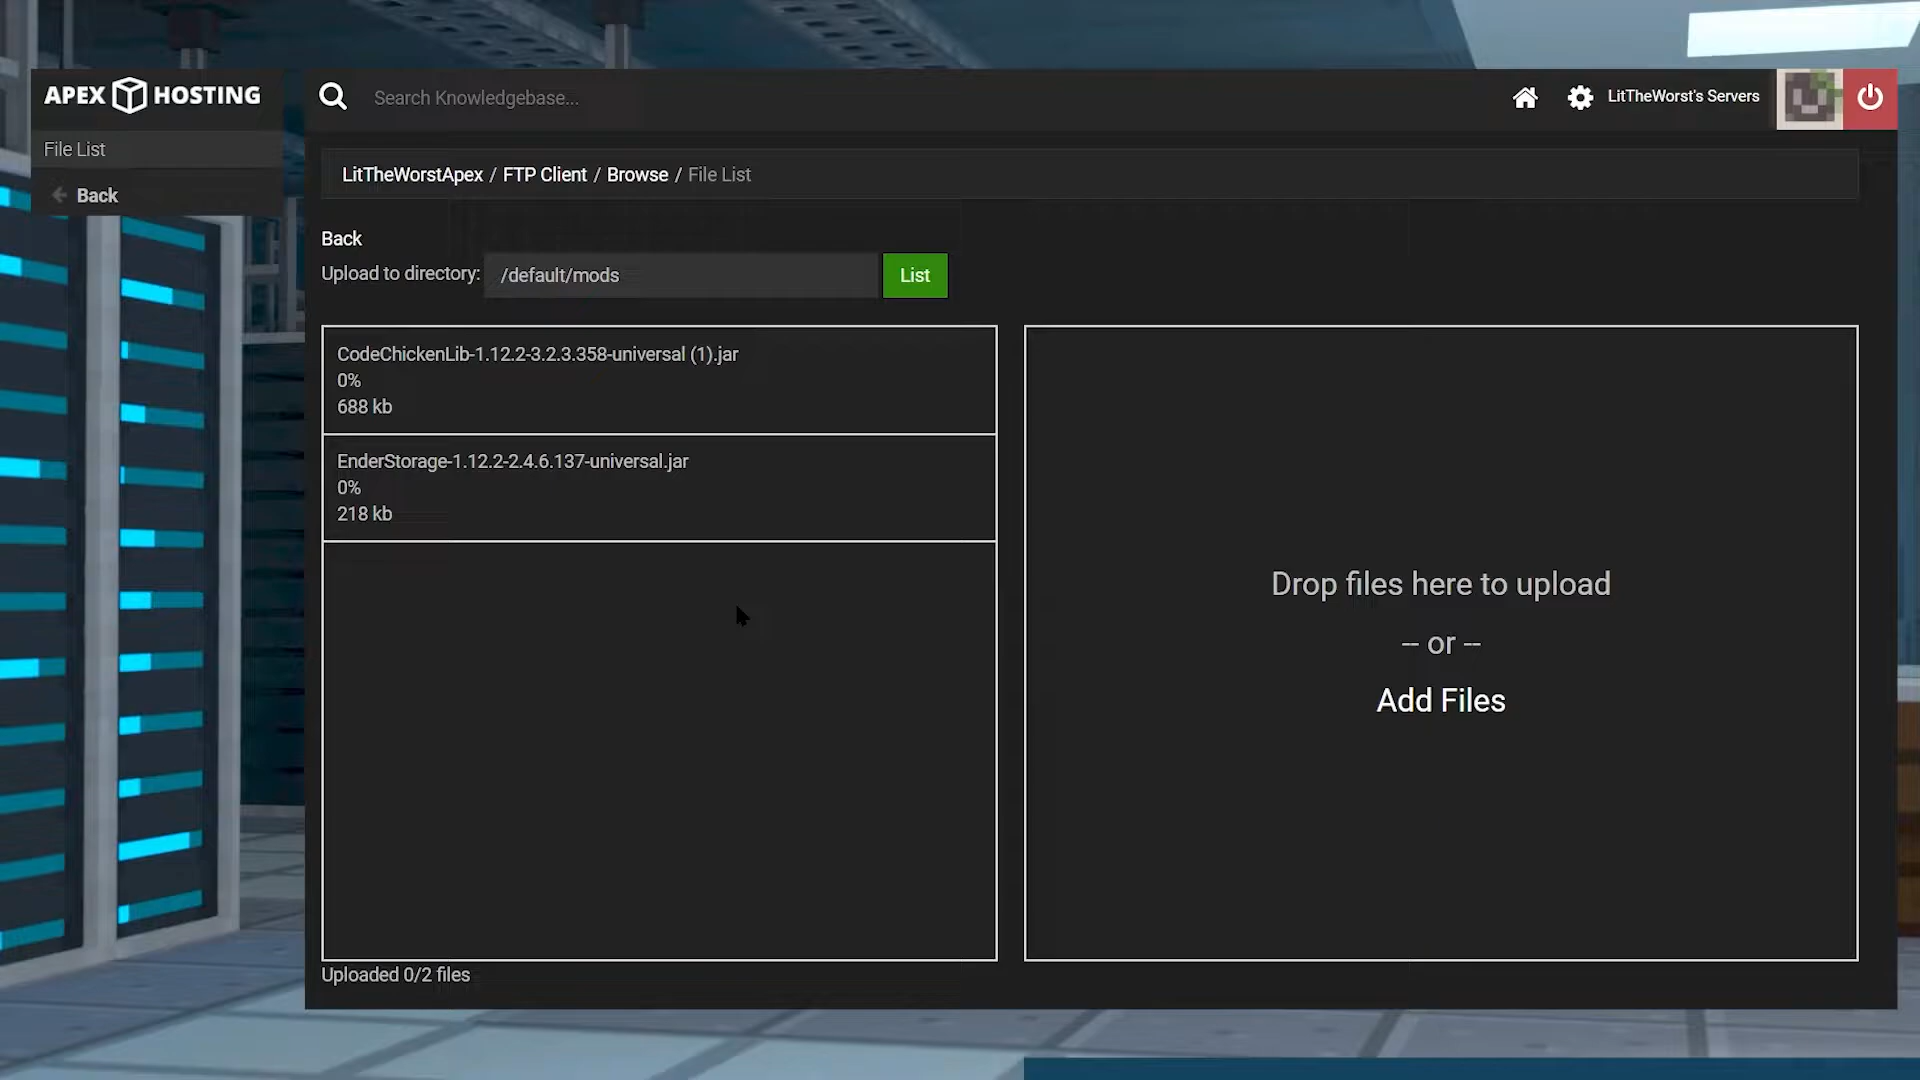 APEX HOSTING
Search Knowledgebase...
LitTheWorst's Servers
File List
Back
LitTheWorstApex / FTP Client / Browse / File List
Back
Upload to directory: /default/mods List
CodeChickenLib-1.12.2-3.2.3.358-universal (1).jar
0%
688 kb
EnderStorage-1.12.2-2.4.6.137-universal.jar
0%
218 kb
Drop files here to upload
-- or --
Add Files
Uploaded 0/2 files